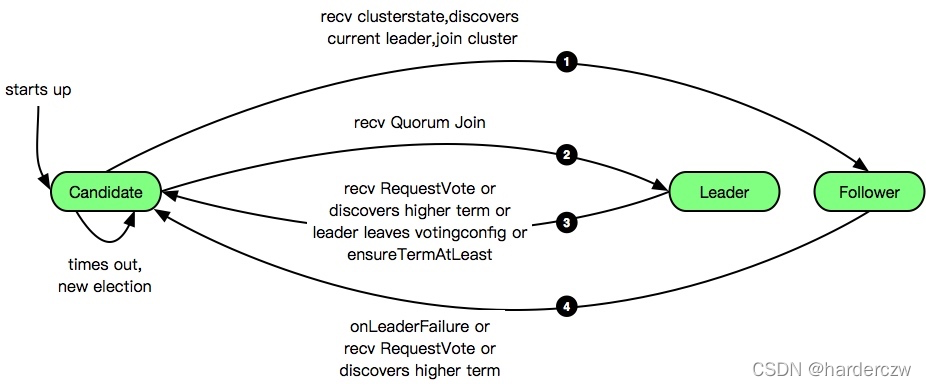 recv clusterstate,discovers
current leader,join cluster
1
starts up
recv Quorum Join
2
Candidate
Leader
Follower
recv RequestVote or
discovers higher term or
leader leaves votingconfig or
ensureTermAtLeast
3
times out,
new election
4
onLeaderFailure or
recv RequestVote or
discovers higher term
CSDN @harderczw